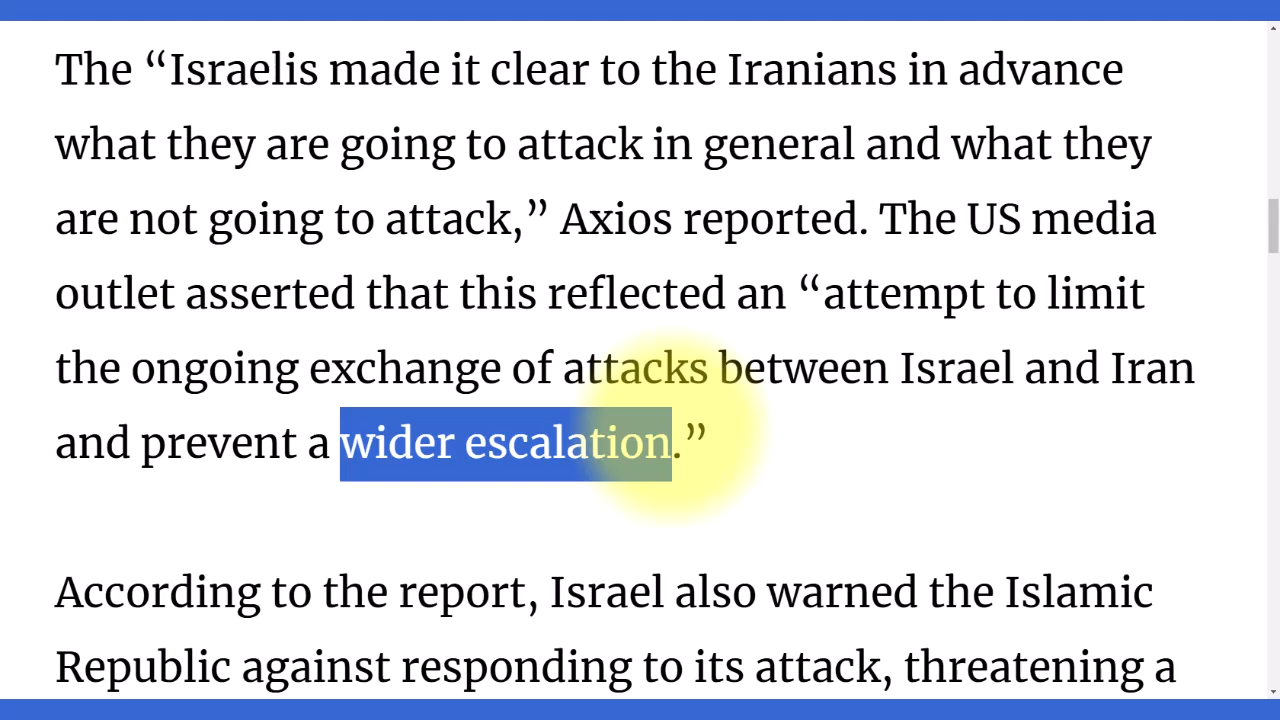 The “Israelis made it clear to the Iranians in advance
what they are going to attack in general and what they
are not going to attack,” Axios reported. The US media
outlet asserted that this reflected an “attempt to limit
the ongoing exchange of attacks between Israel and Iran
and prevent a wider escalation.”
According to the report, Israel also warned the Islamic
Republic against responding to its attack, threatening a